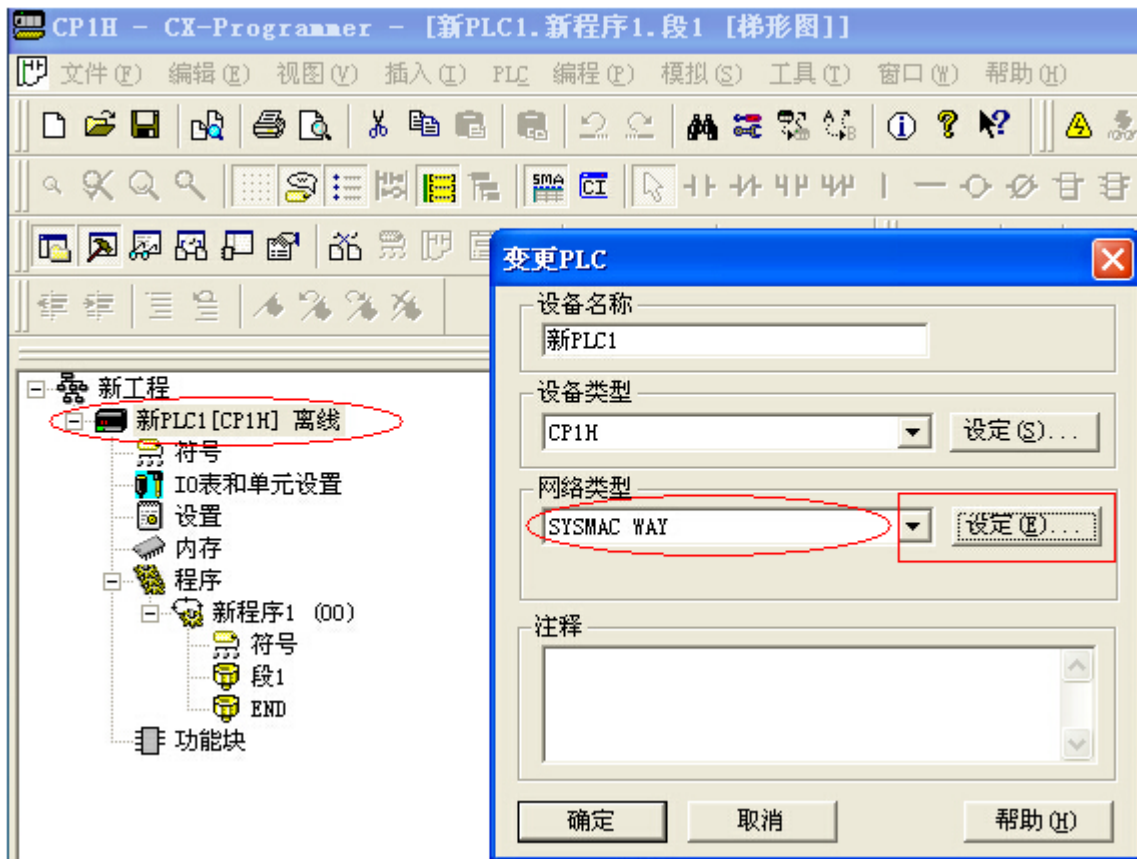 CP1H - CX-Programmer - [新PLC1.新程序1.段1 [梯形图]]
文件(F) 编辑(E) 视图(V) 插入(I) PLC 编程(P) 模拟(S) 工具(T) 窗口(W) 帮助(H)
SMA CI
变更PLC
设备名称
新PLC1
设备类型
CP1H 设定(S)...
网络类型
SYSMAC WAY 设定(E)...
注释
确定 取消 帮助(H)
新工程
新PLC1[CP1H] 离线
符号
IO表和单元设置
设置
内存
程序
新程序1 (00)
符号
段1
END
功能块